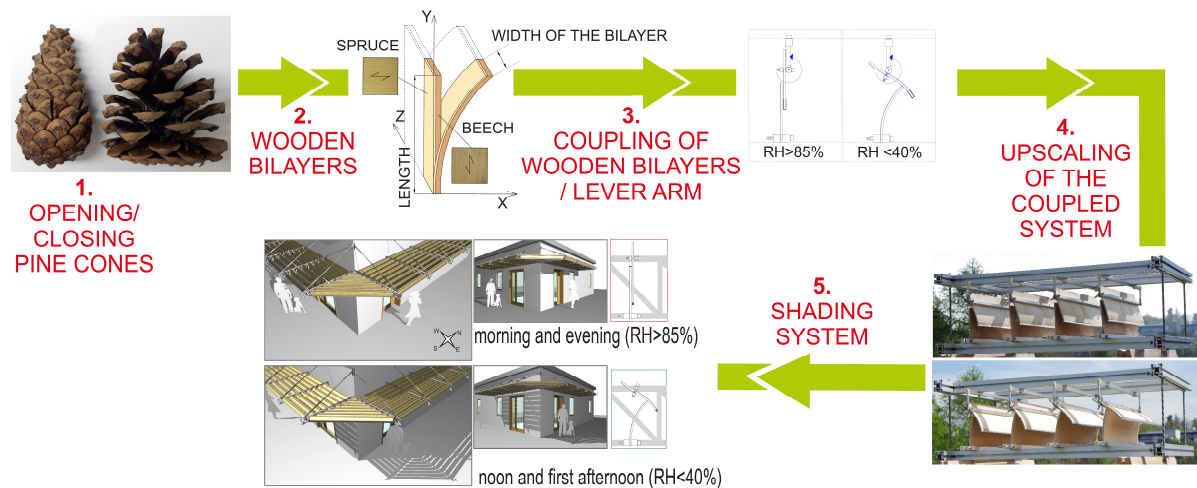 1.
OPENING/
CLOSING
PINE CONES
2.
WOODEN
BILAYERS
Y
SPRUCE
WIDTH OF THE BILAYER
Z
BEECH
LENGTH
X
3.
COUPLING OF
WOODEN BILAYERS
/ LEVER ARM
RH>85%
RH <40%
4.
UPSCALING
OF THE
COUPLED
SYSTEM
5.
SHADING
SYSTEM
W N
S E
morning and evening (RH>85%)
noon and first afternoon (RH<40%)